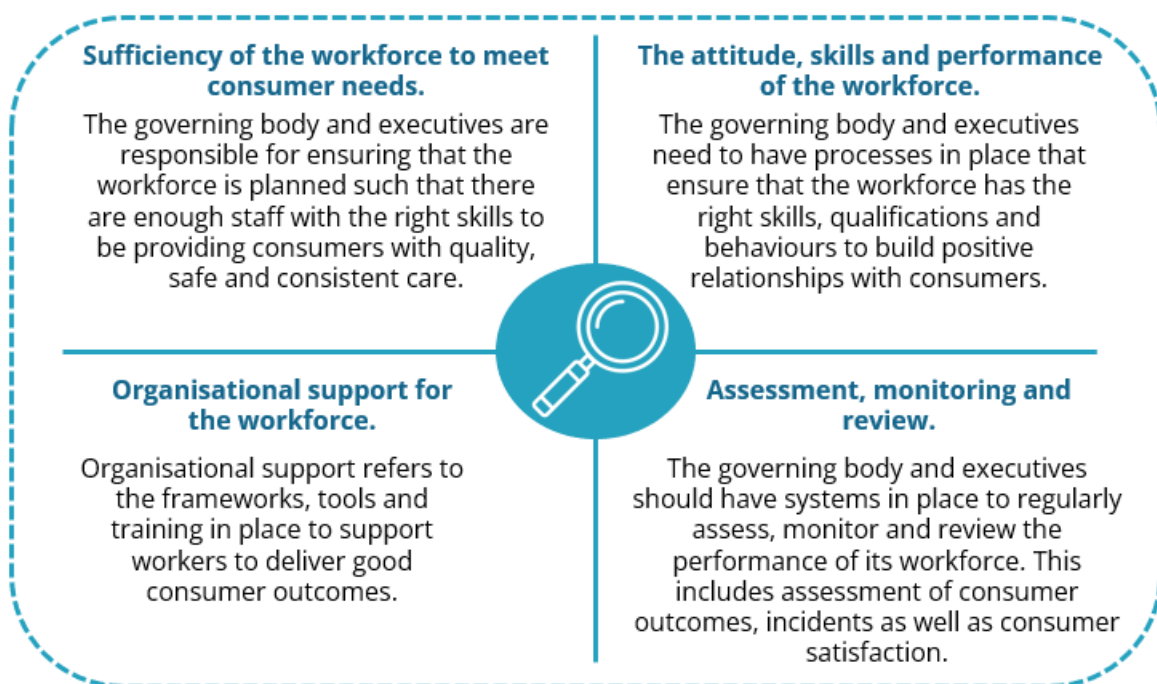 Sufficiency of the workforce to meet
consumer needs.
The governing body and executives are
responsible for ensuring that the
workforce is planned such that there
are enough staff with the right skills to
be providing consumers with quality,
safe and consistent care.
The attitude, skills and performance
of the workforce.
The governing body and executives
need to have processes in place that
ensure that the workforce has the
right skills, qualifications and
behaviours to build positive
relationships with consumers.
Organisational support for
the workforce.
Organisational support refers to
the frameworks, tools and
training in place to support
workers to deliver good
consumer outcomes.
Assessment, monitoring and
review.
The governing body and executives
should have systems in place to regularly
assess, monitor and review the
performance of its workforce. This
includes assessment of consumer
outcomes, incidents as well as consumer
satisfaction.